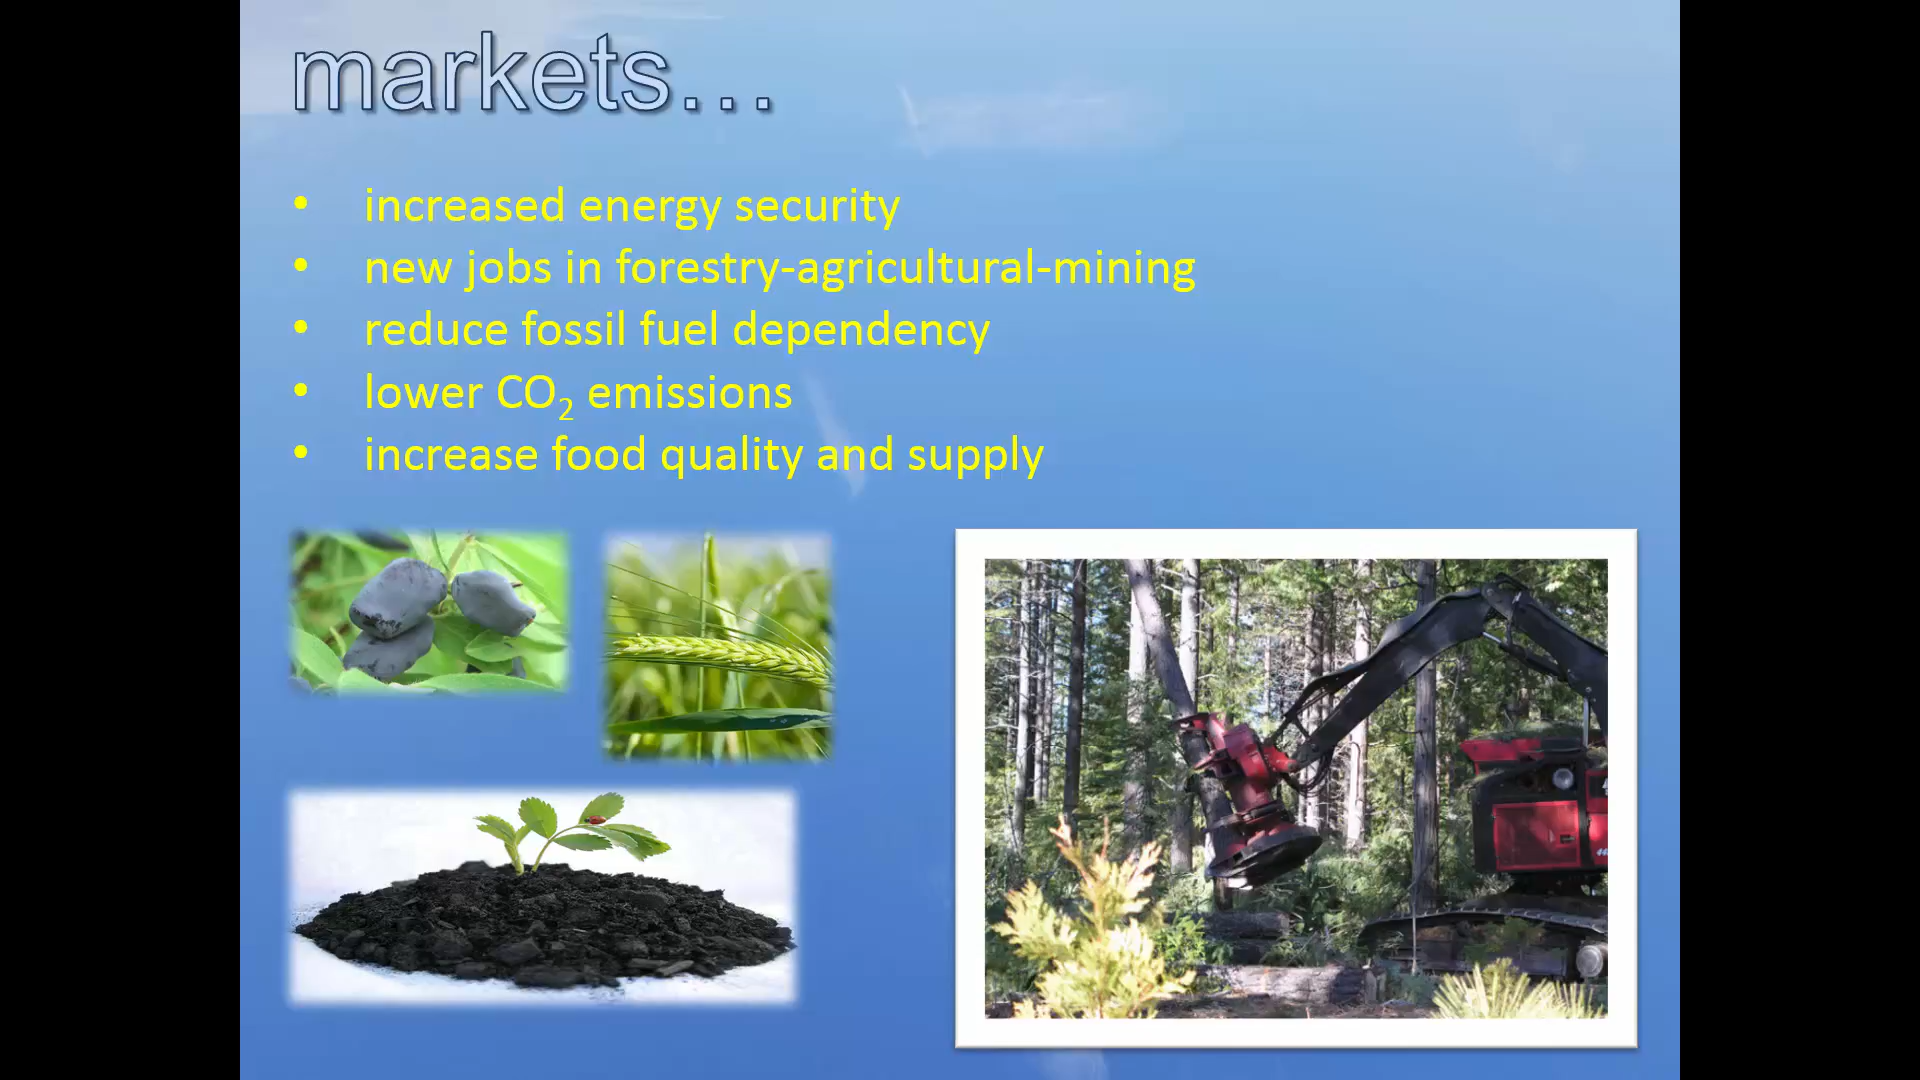 markets...
• increased energy security
• new jobs in forestry-agricultural-mining
• reduce fossil fuel dependency
• lower CO₂ emissions
• increase food quality and supply